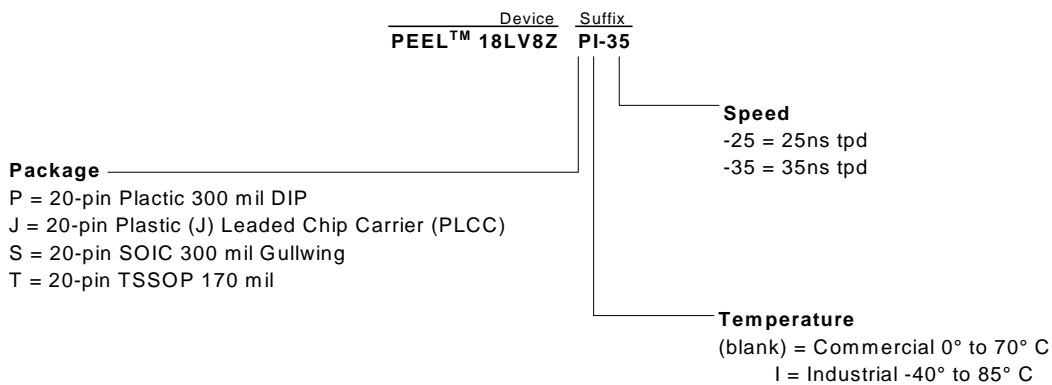 Device Suffix
PEEL™ 18LV8Z PI-35
Speed
-25 = 25ns tpd
-35 = 35ns tpd
Package
P = 20-pin Plactic 300 mil DIP
J = 20-pin Plastic (J) Leaded Chip Carrier (PLCC)
S = 20-pin SOIC 300 mil Gullwing
T = 20-pin TSSOP 170 mil
Temperature
(blank) = Commercial 0° to 70° C
I = Industrial -40° to 85° C